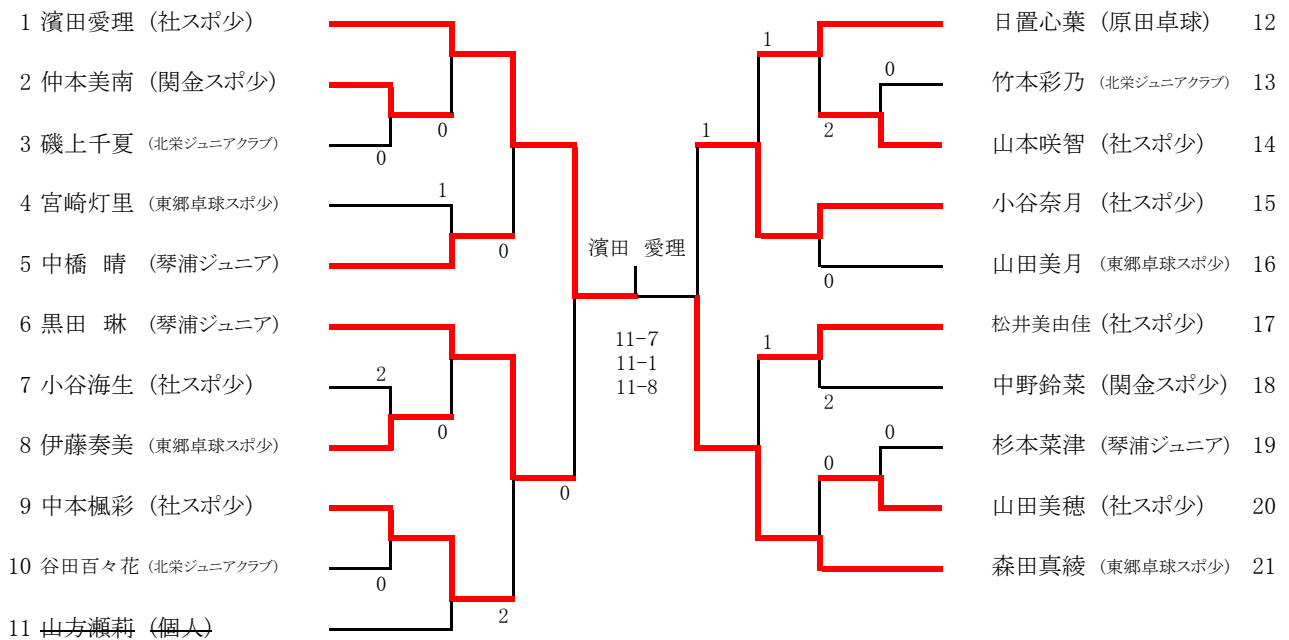 1 濱田愛理 (社スポ少)
2 仲本美南 (関金スポ少)
0
3 磯上千夏 (北栄ジュニアクラブ)
0
1
4 宮崎灯里 (東郷卓球スポ少)
0
5 中橋 晴 (琴浦ジュニア)
6 黒田 琳 (琴浦ジュニア)
2
7 小谷海生 (社スポ少)
0
8 伊藤奏美 (東郷卓球スポ少)
0
9 中本楓彩 (社スポ少)
10 谷田百々花 (北栄ジュニアクラブ)
0
2
11 山方瀬莉 (個人)
濱田 愛理
11-7
11-1
11-8
日置心葉 (原田卓球) 12
1
0
竹本彩乃 (北栄ジュニアクラブ) 13
1
2
山本咲智 (社スポ少) 14
小谷奈月 (社スポ少) 15
山田美月 (東郷卓球スポ少) 16
0
松井美由佳 (社スポ少) 17
1
中野鈴菜 (関金スポ少) 18
2
0
杉本菜津 (琴浦ジュニア) 19
0
山田美穂 (社スポ少) 20
森田真綾 (東郷卓球スポ少) 21